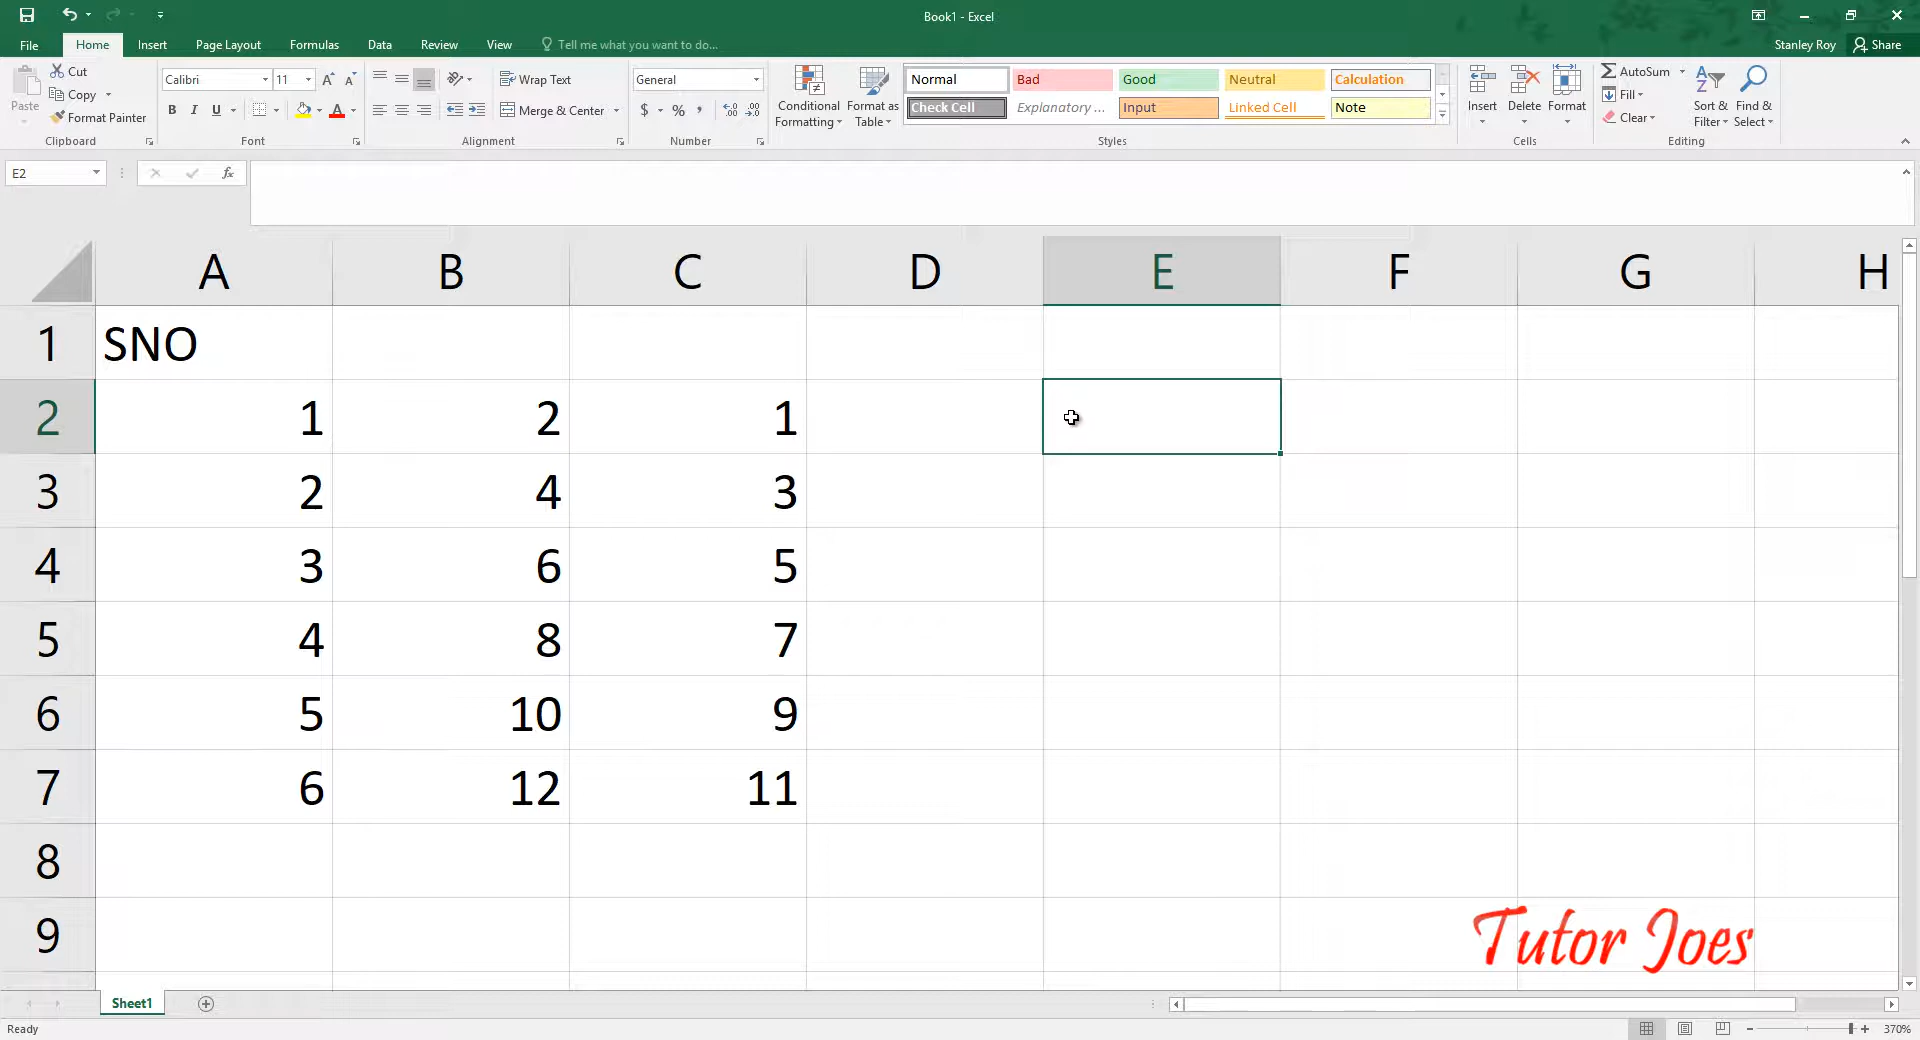 Book1 - Excel
File Home Insert Page Layout Formulas Data Review View Tell me what you want to do... Stanley Roy Share
Paste
Cut
Copy
Format Painter
Clipboard
Calibri 11
B I U
Font
Wrap Text
Merge & Center
Alignment
General
$ % ,
Number
Conditional Formatting
Format as Table
Normal Bad Good Neutral Calculation
Check Cell Explanatory ... Input Linked Cell Note
Styles
Insert Delete Format
Cells
AutoSum
Fill
Clear
Sort & Filter
Find & Select
Editing
E2 fx
A B C D E F G H
1 SNO
2 1 2 1
3 2 4 3
4 3 6 5
5 4 8 7
6 5 10 9
7 6 12 11
8
9
Tutor Joes
Sheet1
Ready 370%